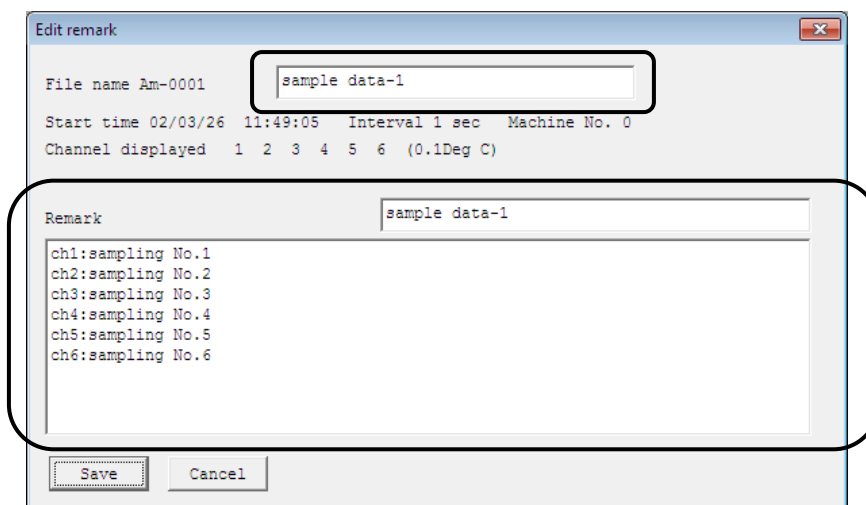 Edit remark
File name Am-0001 sample data-1
Start time 02/03/26 11:49:05 Interval 1 sec Machine No. 0
Channel displayed 1 2 3 4 5 6 (0.1Deg C)
Remark sample data-1
ch1:sampling No.1
ch2:sampling No.2
ch3:sampling No.3
ch4:sampling No.4
ch5:sampling No.5
ch6:sampling No.6
Save Cancel